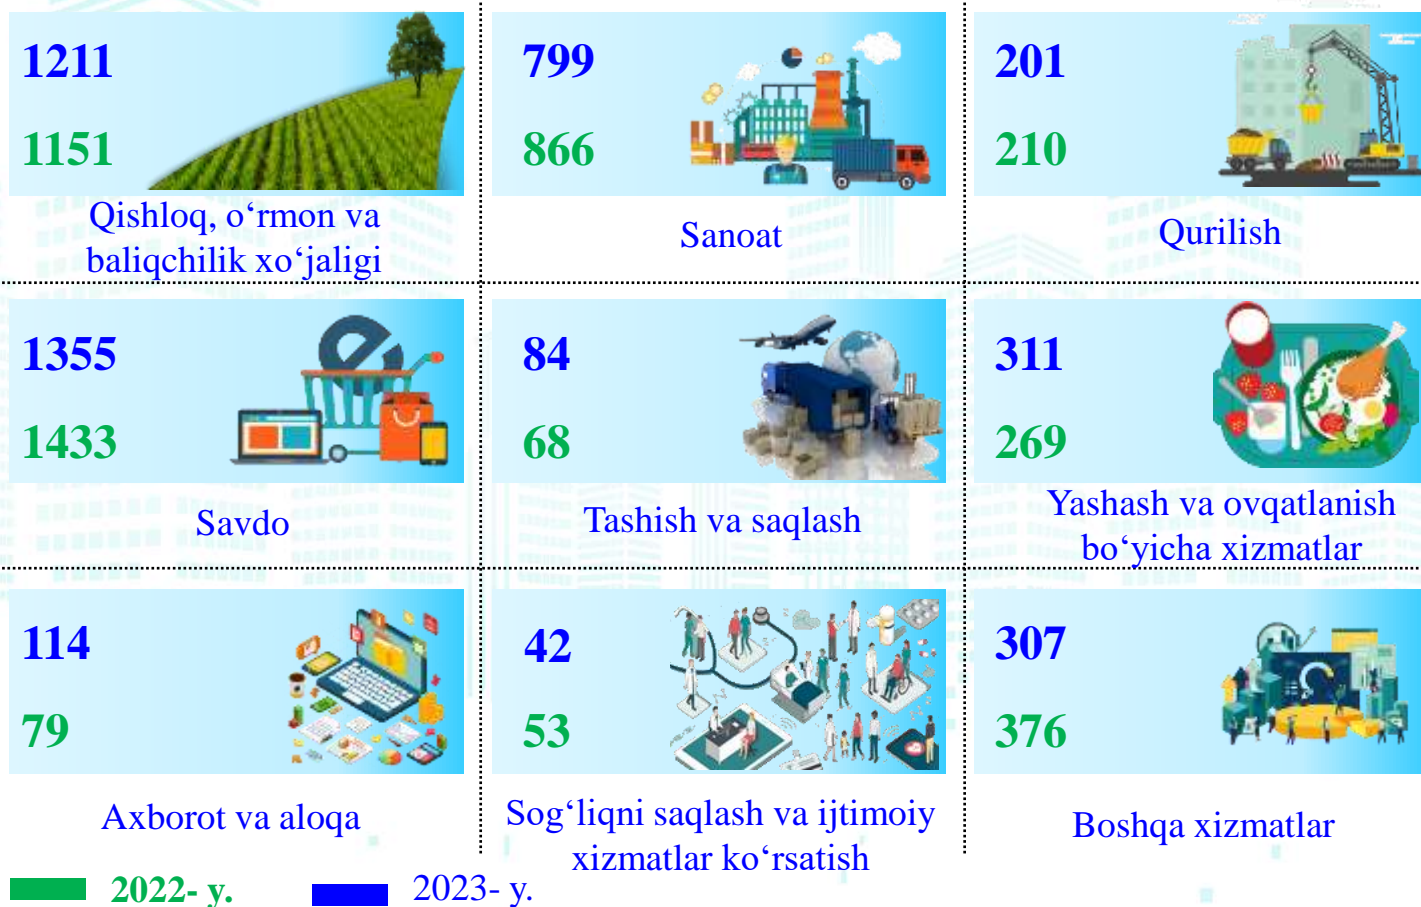 1211
1151
Qishloq, o‘rmon va
baliqchilik xo‘jaligi
799
866
Sanoat
201
210
Qurilish
1355
1433
Savdo
84
68
Tashish va saqlash
311
269
Yashash va ovqatlanish
bo‘yicha xizmatlar
114
79
Axborot va aloqa
42
53
Sog‘liqni saqlash va ijtimoiy
xizmatlar ko‘rsatish
307
376
Boshqa xizmatlar
2022- y.
2023- y.